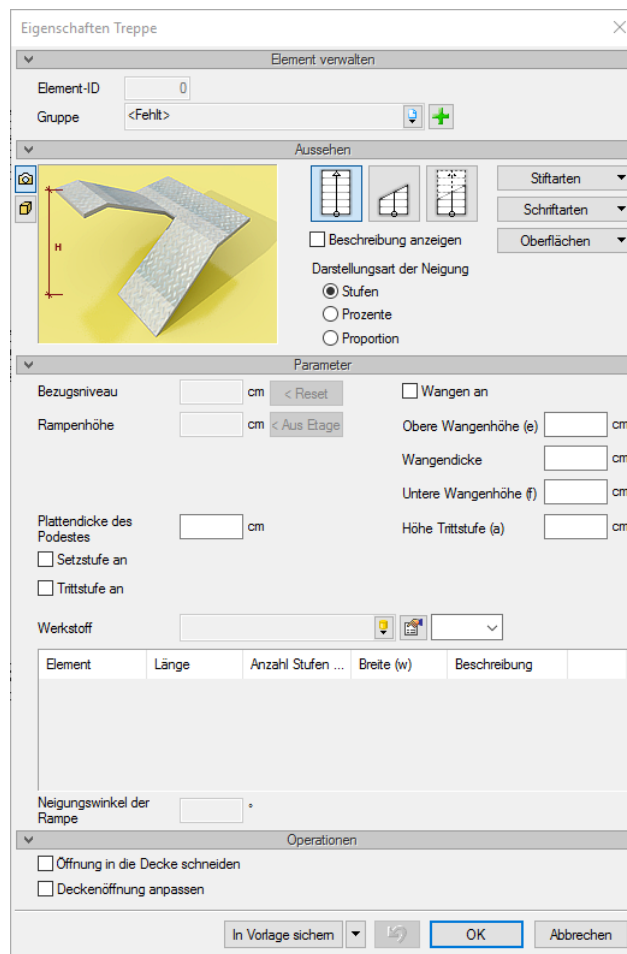 Eigenschaften Treppe
Element verwalten
Element-ID 0
Gruppe <Fehlt>
Aussehen
H
Stiftarten
Schriftarten
Beschreibung anzeigen Oberflächen
Darstellungsart der Neigung
Stufen
Prozente
Proportion
Parameter
Bezugsniveau cm < Reset Wangen an
Rampenhöhe cm < Aus Etage Obere Wangenhöhe (e) cm
Wangendicke cm
Untere Wangenhöhe (f) cm
Plattendicke des
Podestes cm Höhe Trittstufe (a) cm
Setzstufe an
Trittstufe an
Werkstoff
Element Länge Anzahl Stufen ... Breite (w) Beschreibung
Neigungswinkel der
Rampe °
Operationen
Öffnung in die Decke schneiden
Deckenöffnung anpassen
In Vorlage sichern OK Abbrechen